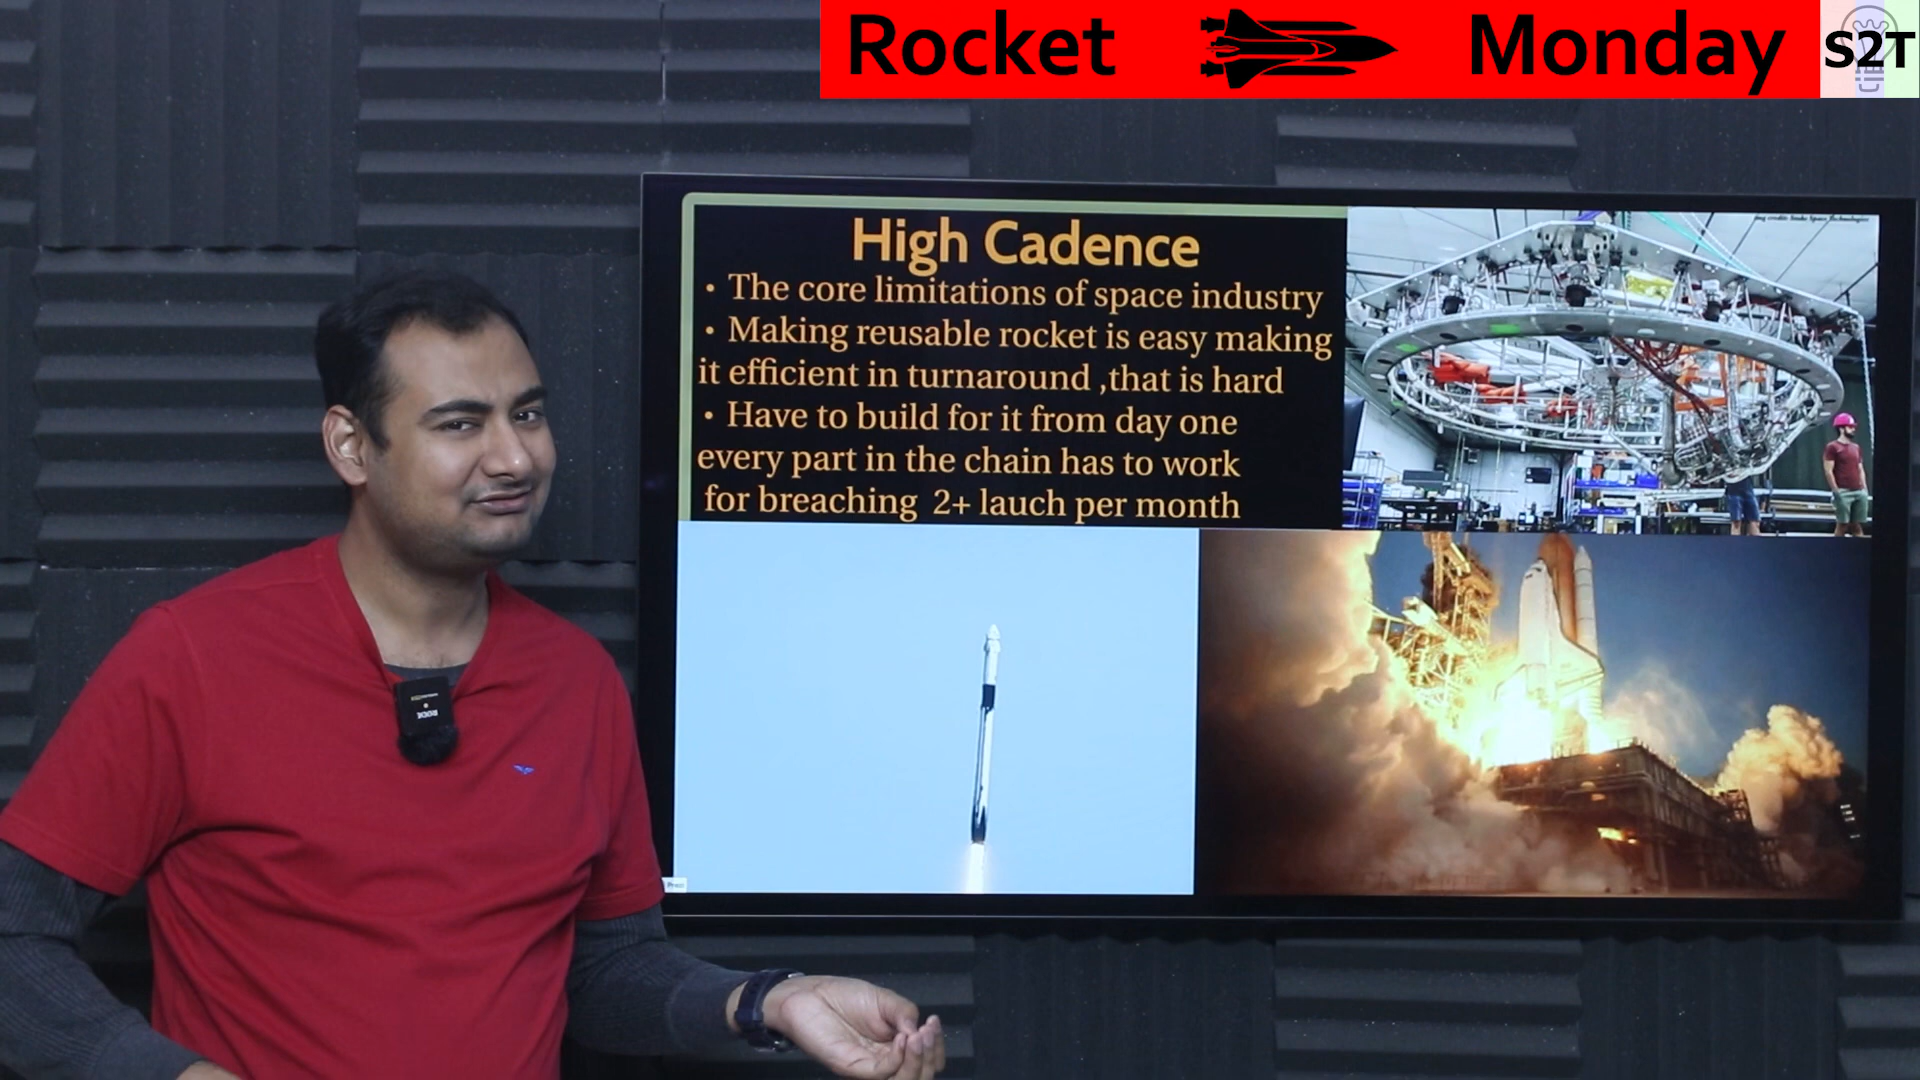 Rocket Monday
S2T
High Cadence
• The core limitations of space industry
• Making reusable rocket is easy making
it efficient in turnaround ,that is hard
• Have to build for it from day one
every part in the chain has to work
for breaching 2+ lauch per month
RODE
Prezi